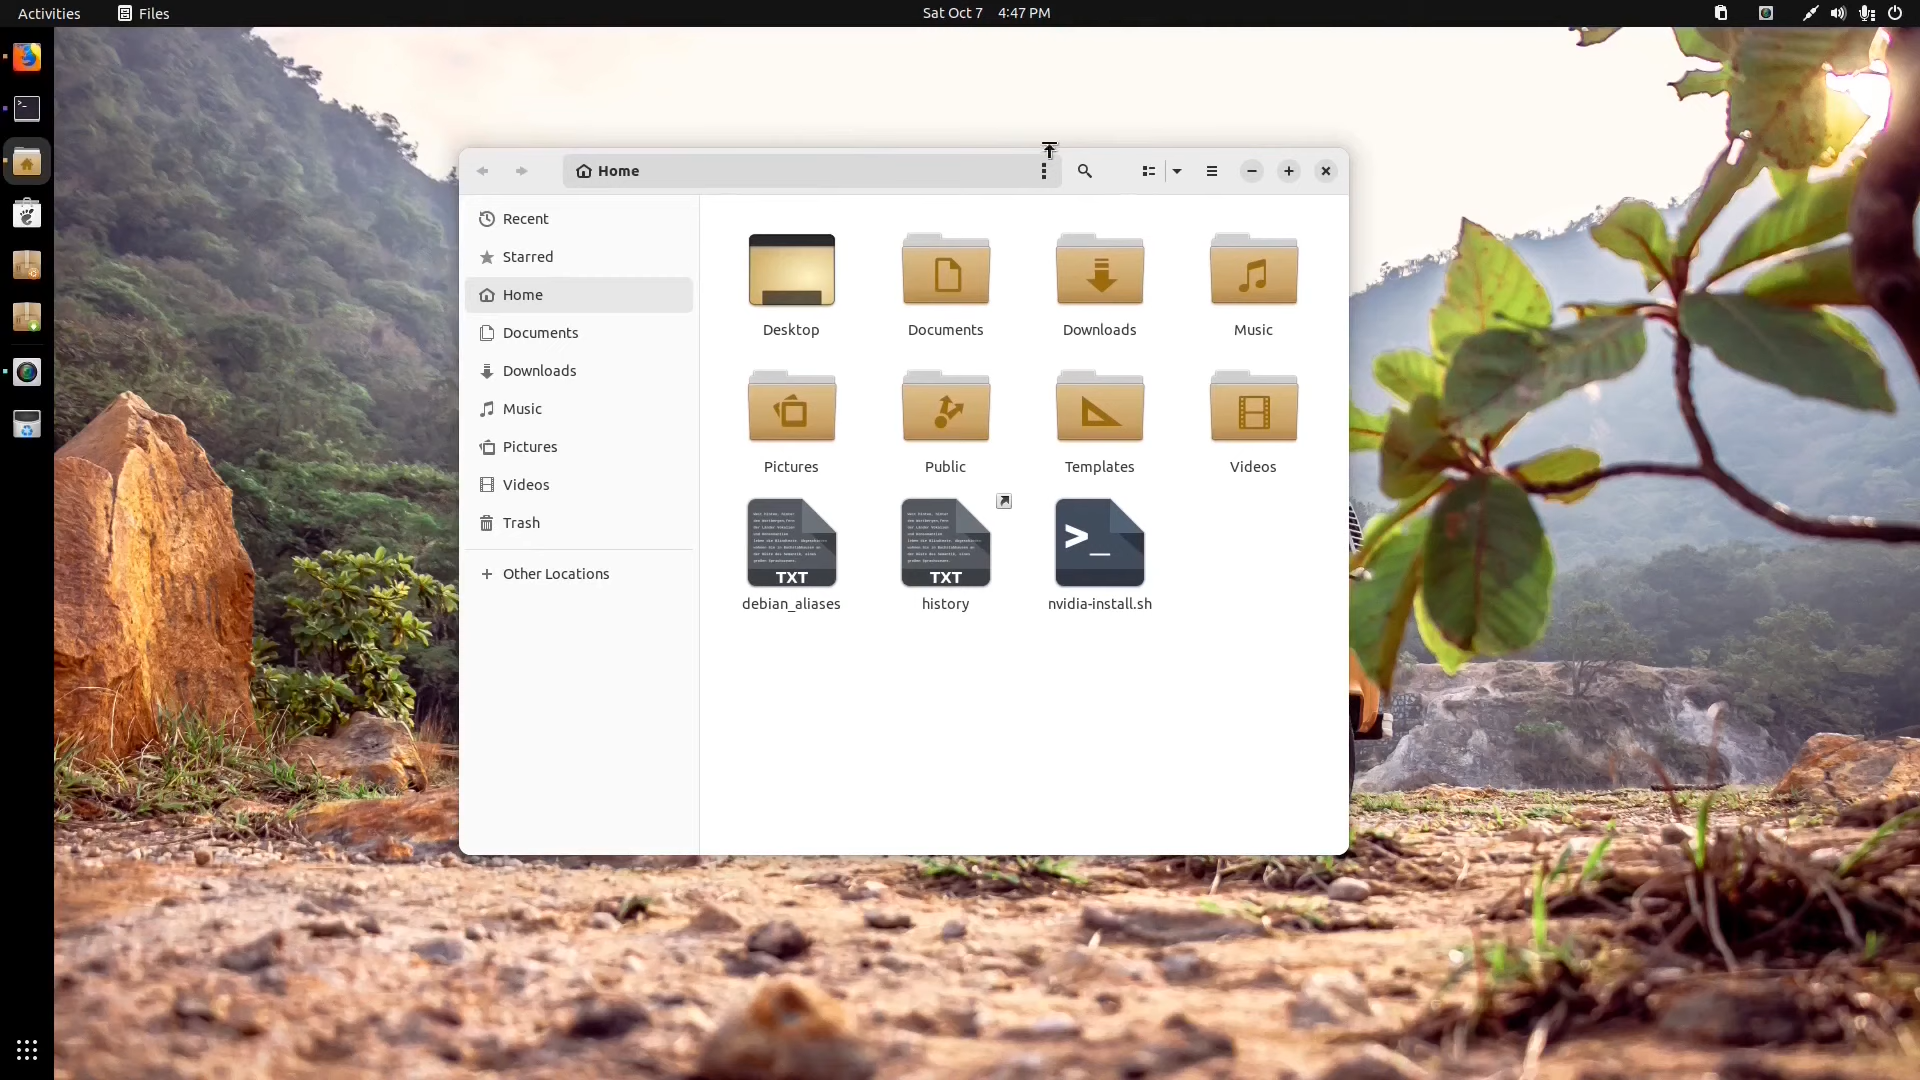 Activities
Files
Sat Oct 7 4:47 PM
Home
Recent
Starred
Home
Documents
Downloads
Music
Pictures
Videos
Trash
Other Locations
Desktop
Documents
Downloads
Music
Pictures
Public
Templates
Videos
TXT
TXT
>_
debian_aliases
history
nvidia-install.sh